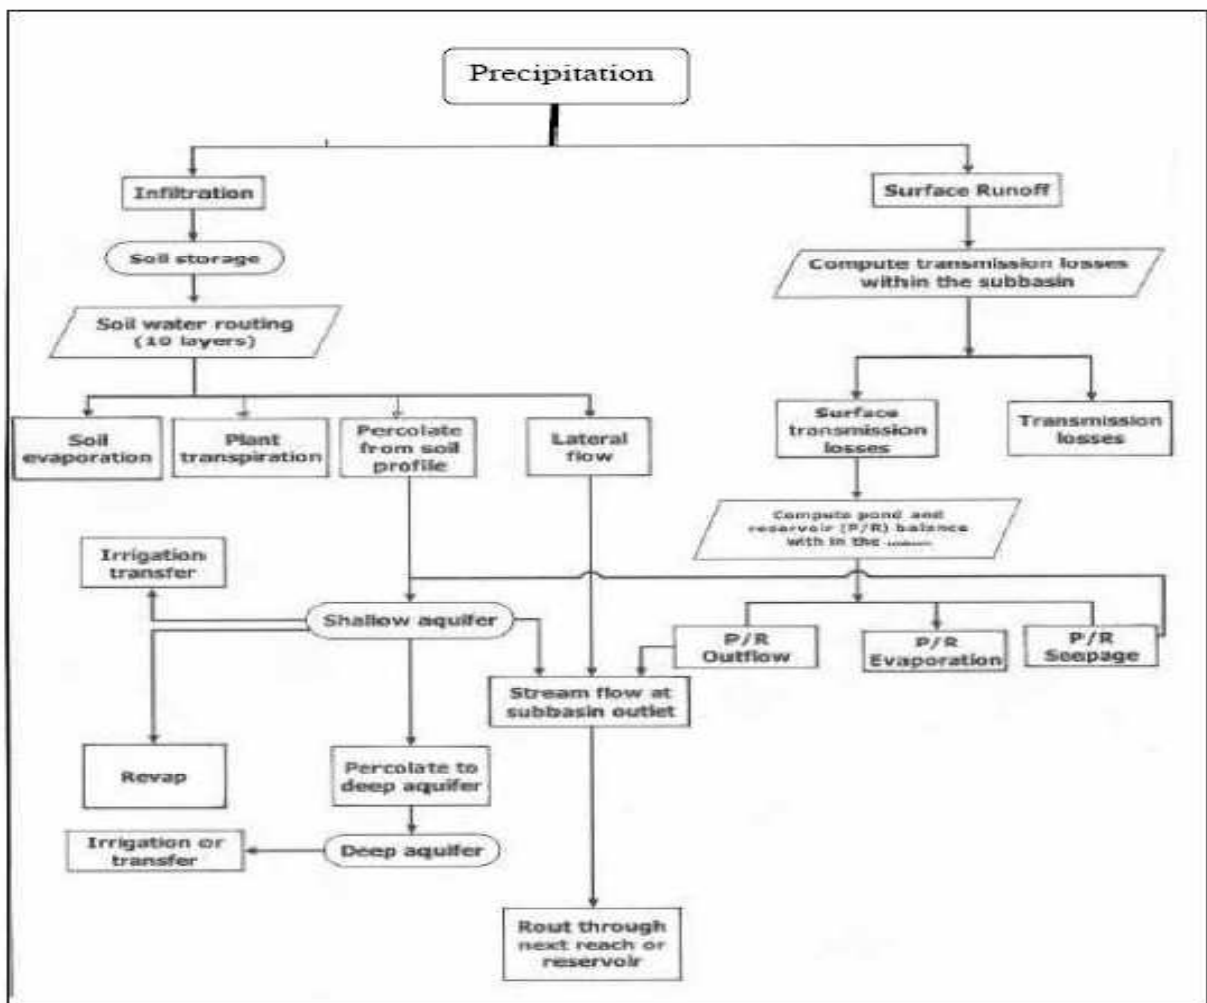 Precipitation
Infiltration
Surface Runoff
Soil storage
Compute transmission losses
within the subbasin
Soil water routing
(10 layers)
Soil
evaporation
Plant
transpiration
Percolate
from soil
profile
Lateral
flow
Surface
transmission
losses
Transmission
losses
Compute pond and
reservoir (P/R) balance
with in the
Irrigation
transfer
Shallow aquifer
P/R
Outflow
P/R
Evaporation
P/R
Seepage
Stream flow at
subbasin outlet
Revap
Percolate to
deep aquifer
Irrigation or
transfer
Deep aquifer
Rout through
next reach or
reservoir